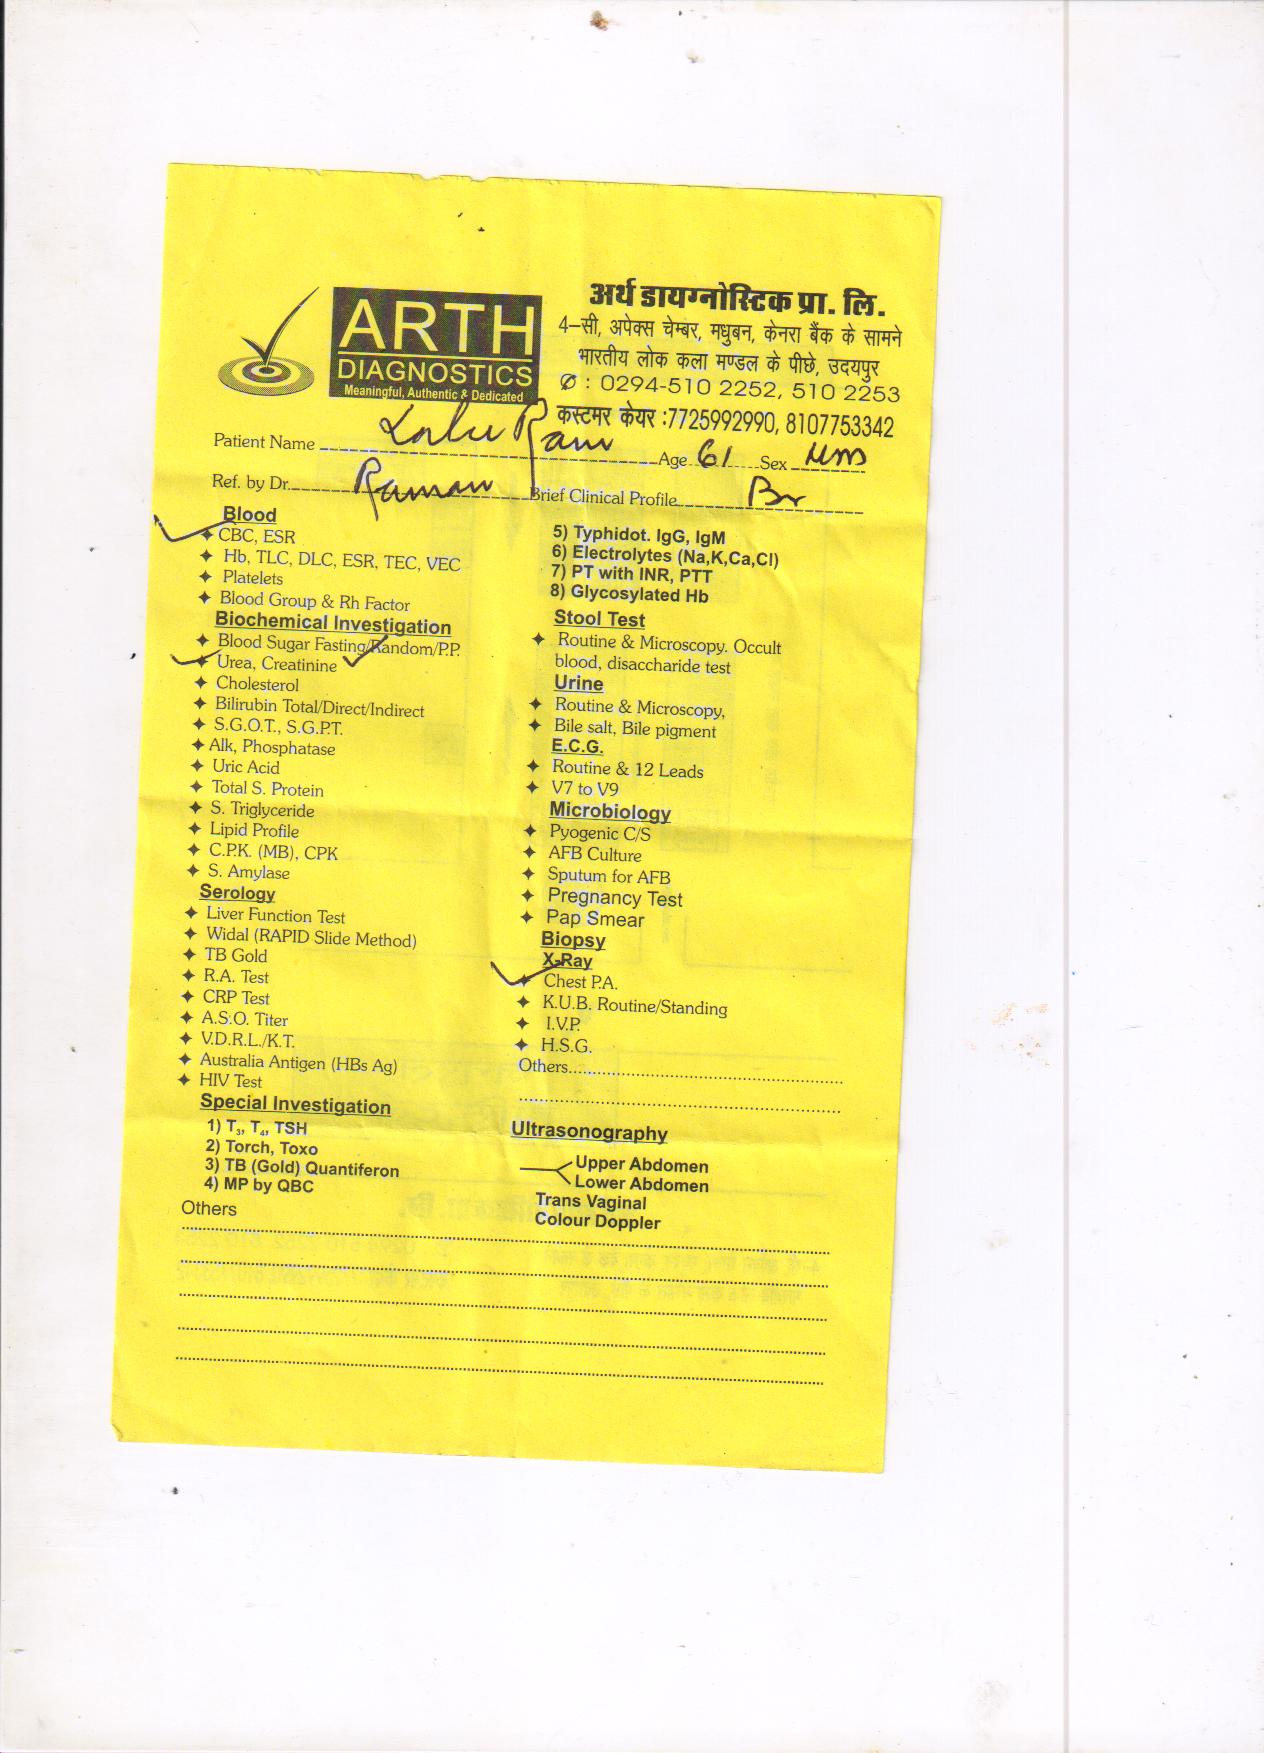 ARTH
DIAGNOSTICS
Meaningful, Authentic & Dedicated
अर्थ डायग्नोस्टिक प्रा. लि.
4-सी, अपेक्स चेम्बर, मधुबन, केनरा बैंक के सामने
भारतीय लोक कला मण्डल के पीछे, उदयपुर
✆ : 0294-510 2252, 510 2253
कस्टमर केयर :7725992990, 8107753342
Patient Name Lalu Ram Age 61 Sex
Ref. by Dr. Raman Brief Clinical Profile
Blood
CBC, ESR
Hb, TLC, DLC, ESR, TEC, VEC
Platelets
Blood Group & Rh Factor
Biochemical Investigation
Blood Sugar Fasting/Random/P.P.
Urea, Creatinine
Cholesterol
Bilirubin Total/Direct/Indirect
S.G.O.T., S.G.P.T.
Alk, Phosphatase
Uric Acid
Total S. Protein
S. Triglyceride
Lipid Profile
C.P.K. (MB), CPK
S. Amylase
Serology
Liver Function Test
Widal (RAPID Slide Method)
TB Gold
R.A. Test
CRP Test
A.S.O. Titer
V.D.R.L./K.T.
Australia Antigen (HBs Ag)
HIV Test
Special Investigation
1) T3, T4, TSH
2) Torch, Toxo
3) TB (Gold) Quantiferon
4) MP by QBC
Others
5) Typhidot. IgG, IgM
6) Electrolytes (Na,K,Ca,Cl)
7) PT with INR, PTT
8) Glycosylated Hb
Stool Test
Routine & Microscopy. Occult
blood, disaccharide test
Urine
Routine & Microscopy,
Bile salt, Bile pigment
E.C.G.
Routine & 12 Leads
V7 to V9
Microbiology
Pyogenic C/S
AFB Culture
Sputum for AFB
Pregnancy Test
Pap Smear
Biopsy
X-Ray
Chest P.A.
K.U.B. Routine/Standing
I.V.P.
H.S.G.
Others
Ultrasonography
Upper Abdomen
Lower Abdomen
Trans Vaginal
Colour Doppler